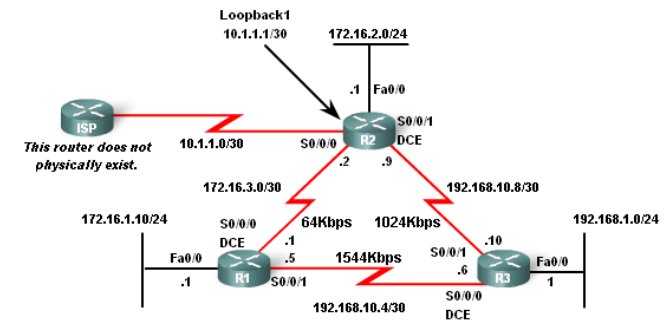 Loopback1
10.1.1.1/30
172.16.2.0/24
.1
Fa0/0
ISP
This router does not
physically exist.
10.1.1.0/30
S0/0/0
R2
S0/0/1
DCE
.2
.9
172.16.3.0/30
192.168.10.8/30
172.16.1.10/24
S0/0/0
DCE
64Kbps
1024Kbps
192.168.1.0/24
.1
.5
1544Kbps
S0/0/1
.10
.6
Fa0/0
.1
R1
S0/0/1
R3
Fa0/0
1
192.168.10.4/30
S0/0/0
DCE